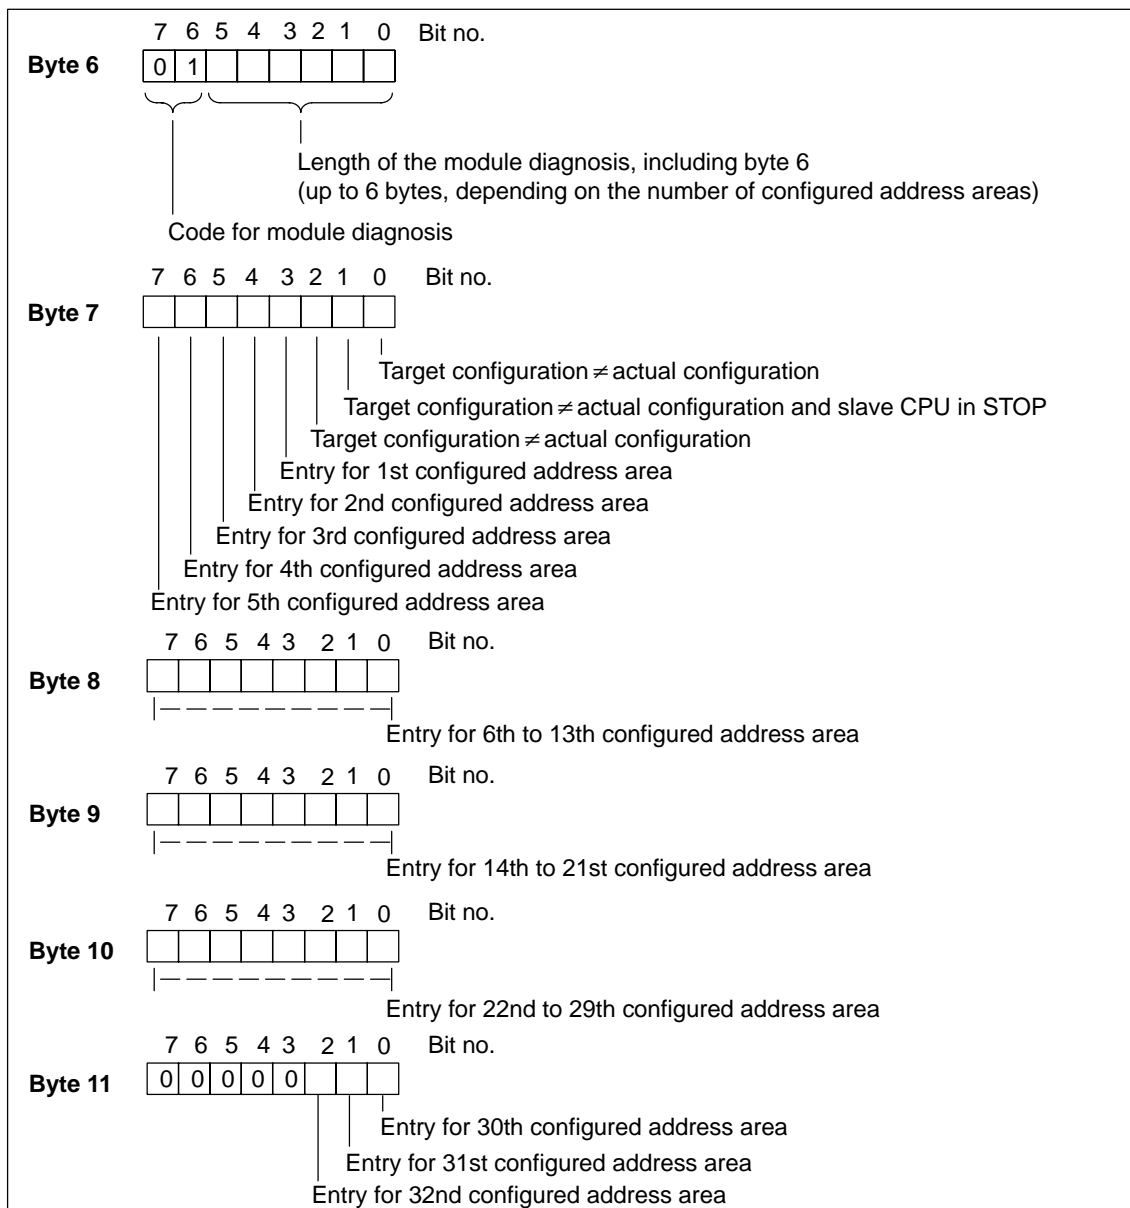 7 6 5 4 3 2 1 0 Bit no.
Byte 6 0 1
Length of the module diagnosis, including byte 6
(up to 6 bytes, depending on the number of configured address areas)
Code for module diagnosis
7 6 5 4 3 2 1 0 Bit no.
Byte 7
Target configuration ≠ actual configuration
Target configuration ≠ actual configuration and slave CPU in STOP
Target configuration ≠ actual configuration
Entry for 1st configured address area
Entry for 2nd configured address area
Entry for 3rd configured address area
Entry for 4th configured address area
Entry for 5th configured address area
7 6 5 4 3 2 1 0 Bit no.
Byte 8
Entry for 6th to 13th configured address area
7 6 5 4 3 2 1 0 Bit no.
Byte 9
Entry for 14th to 21st configured address area
7 6 5 4 3 2 1 0 Bit no.
Byte 10
Entry for 22nd to 29th configured address area
7 6 5 4 3 2 1 0 Bit no.
Byte 11 0 0 0 0 0
Entry for 30th configured address area
Entry for 31st configured address area
Entry for 32nd configured address area